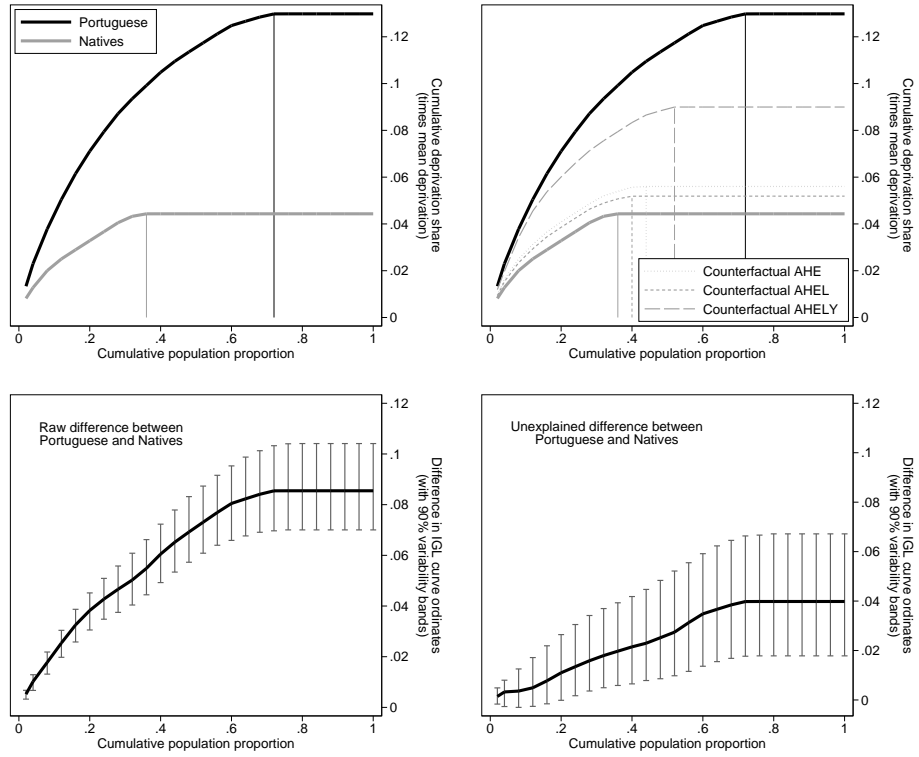 Portuguese
Natives
.12
.1
.08
.06
.04
.02
0
Cumulative deprivation share
(times mean deprivation)
0 .2 .4 .6 .8 1
Cumulative population proportion
.12
.1
.08
.06
.04
.02
0
Cumulative deprivation share
(times mean deprivation)
Counterfactual AHE
Counterfactual AHEL
Counterfactual AHELY
0 .2 .4 .6 .8 1
Cumulative population proportion
Raw difference between
Portuguese and Natives
.12
.1
.08
.06
.04
.02
0
Difference in IGL curve ordinates
(with 90% variability bands)
0 .2 .4 .6 .8 1
Cumulative population proportion
Unexplained difference between
Portuguese and Natives
.12
.1
.08
.06
.04
.02
0
Difference in IGL curve ordinates
(with 90% variability bands)
0 .2 .4 .6 .8 1
Cumulative population proportion